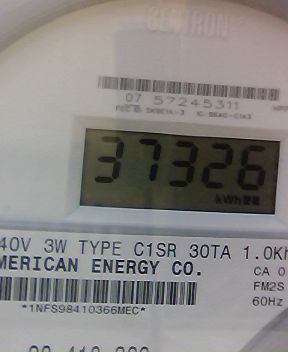 CENTRON
07 57245311
37326
kWh
40V 3W TYPE C1SR 30TA 1.0Kh
MERICAN ENERGY CO.
CA 0
FM2S
*1NFS98410366MEC*
60Hz